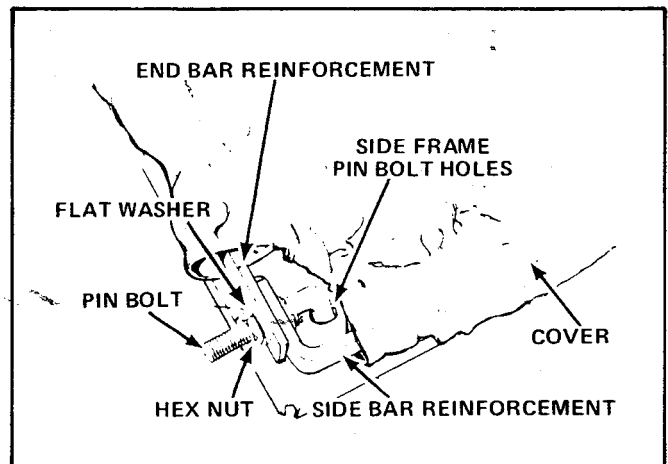 END BAR REINFORCEMENT
SIDE FRAME
PIN BOLT HOLES
FLAT WASHER
PIN BOLT
COVER
HEX NUT
SIDE BAR REINFORCEMENT